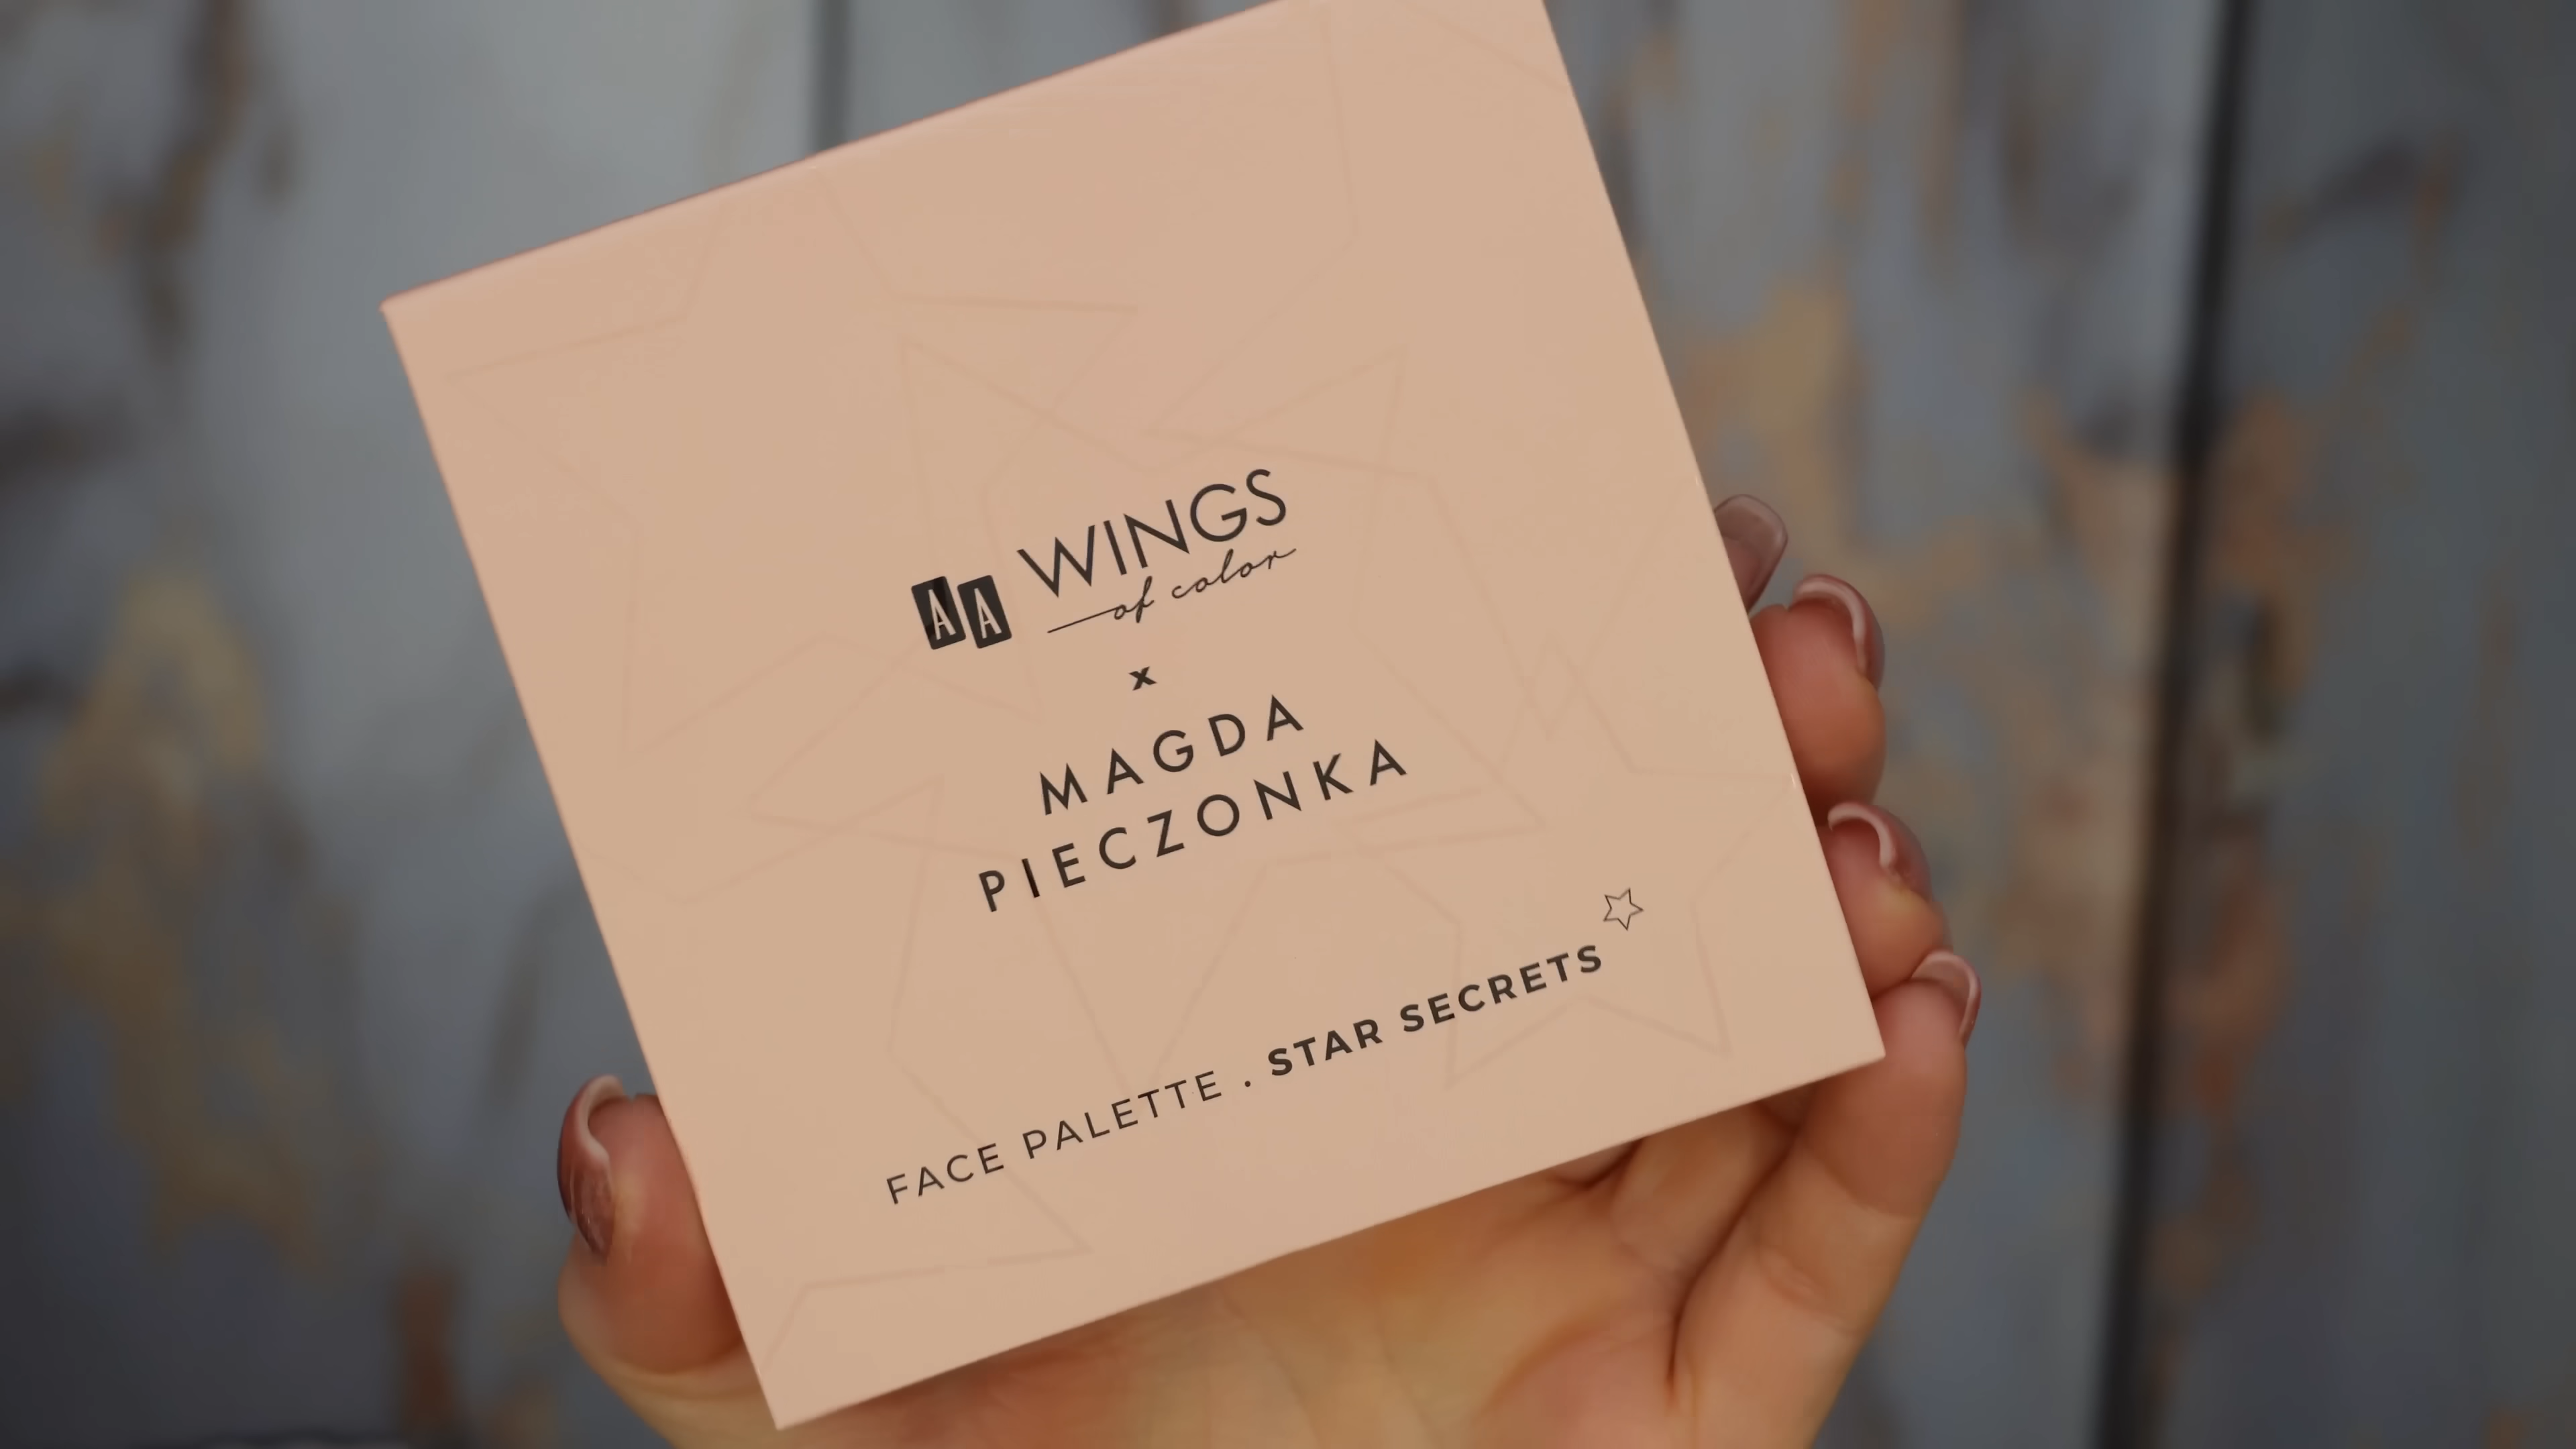 AA WINGS
of color
x
MAGDA
PIECZONKA
FACE PALETTE . STAR SECRETS